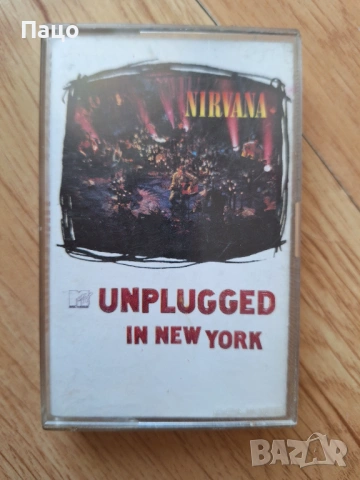 Пацо
NIRVANA
MTV UNPLUGGED
IN NEW YORK
BAZAR